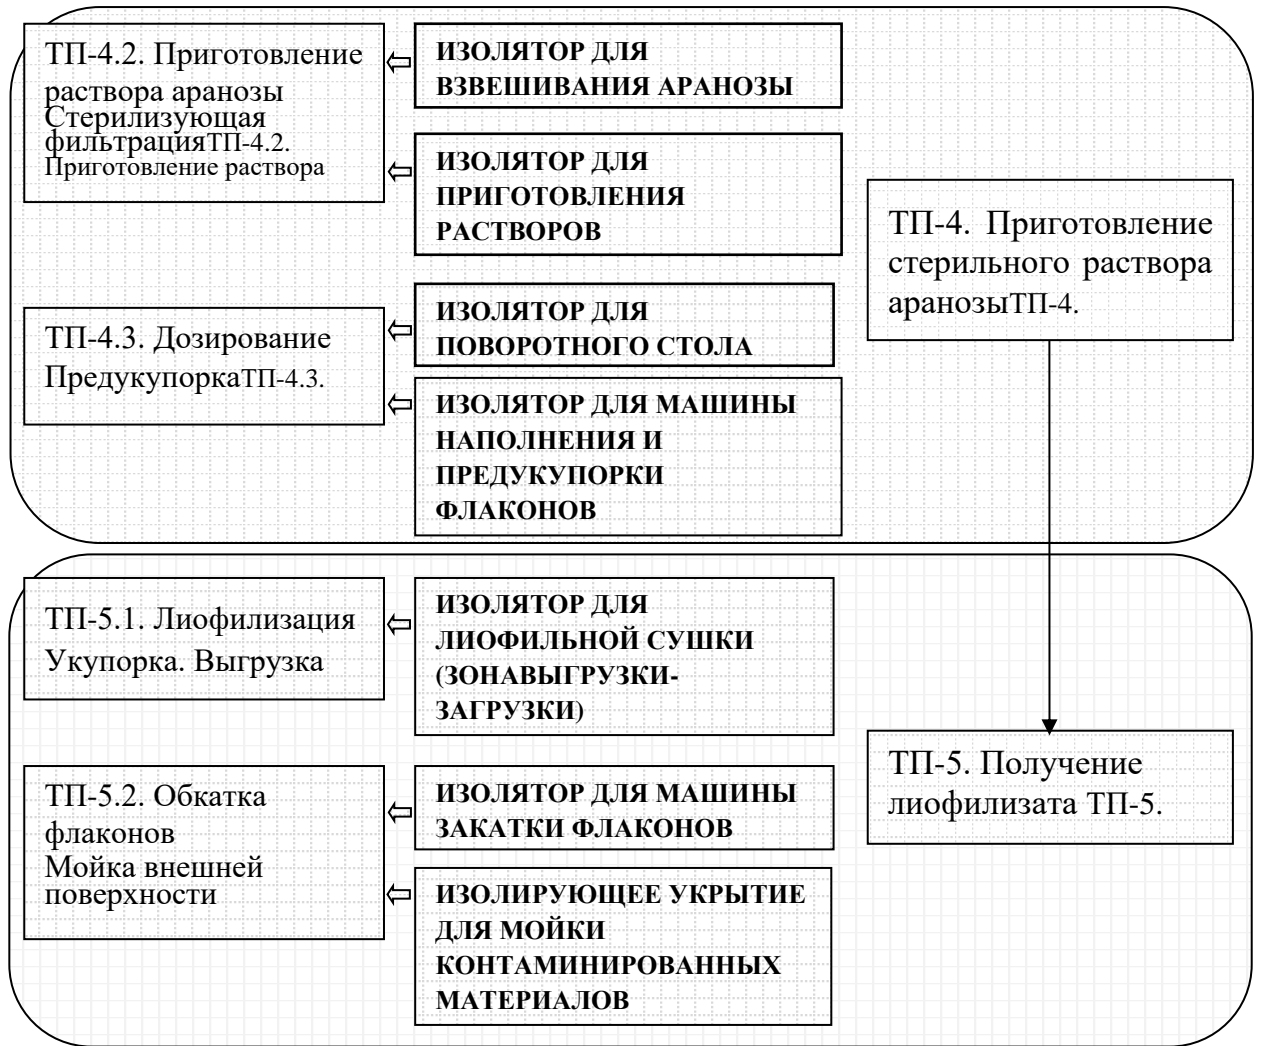 ТП-4.2. Приготовление
раствора аранозы
Стерилизующая
фильтрацияТП-4.2.
Приготовление раствора
ИЗОЛЯТОР ДЛЯ
ВЗВЕШИВАНИЯ АРАНОЗЫ
ИЗОЛЯТОР ДЛЯ
ПРИГОТОВЛЕНИЯ
РАСТВОРОВ
ТП-4. Приготовление
стерильного раствора
аранозыТП-4.
ТП-4.3. Дозирование
ПредукупоркаТП-4.3.
ИЗОЛЯТОР ДЛЯ
ПОВОРОТНОГО СТОЛА
ИЗОЛЯТОР ДЛЯ МАШИНЫ
НАПОЛНЕНИЯ И
ПРЕДУКУПОРКИ
ФЛАКОНОВ
ТП-5.1. Лиофилизация
Укупорка. Выгрузка
ИЗОЛЯТОР ДЛЯ
ЛИОФИЛЬНОЙ СУШКИ
(ЗОНАВЫГРУЗКИ-
ЗАГРУЗКИ)
ТП-5. Получение
лиофилизата ТП-5.
ТП-5.2. Обкатка
флаконов
Мойка внешней
поверхности
ИЗОЛЯТОР ДЛЯ МАШИНЫ
ЗАКАТКИ ФЛАКОНОВ
ИЗОЛИРУЮЩЕЕ УКРЫТИЕ
ДЛЯ МОЙКИ
КОНТАМИНИРОВАННЫХ
МАТЕРИАЛОВ